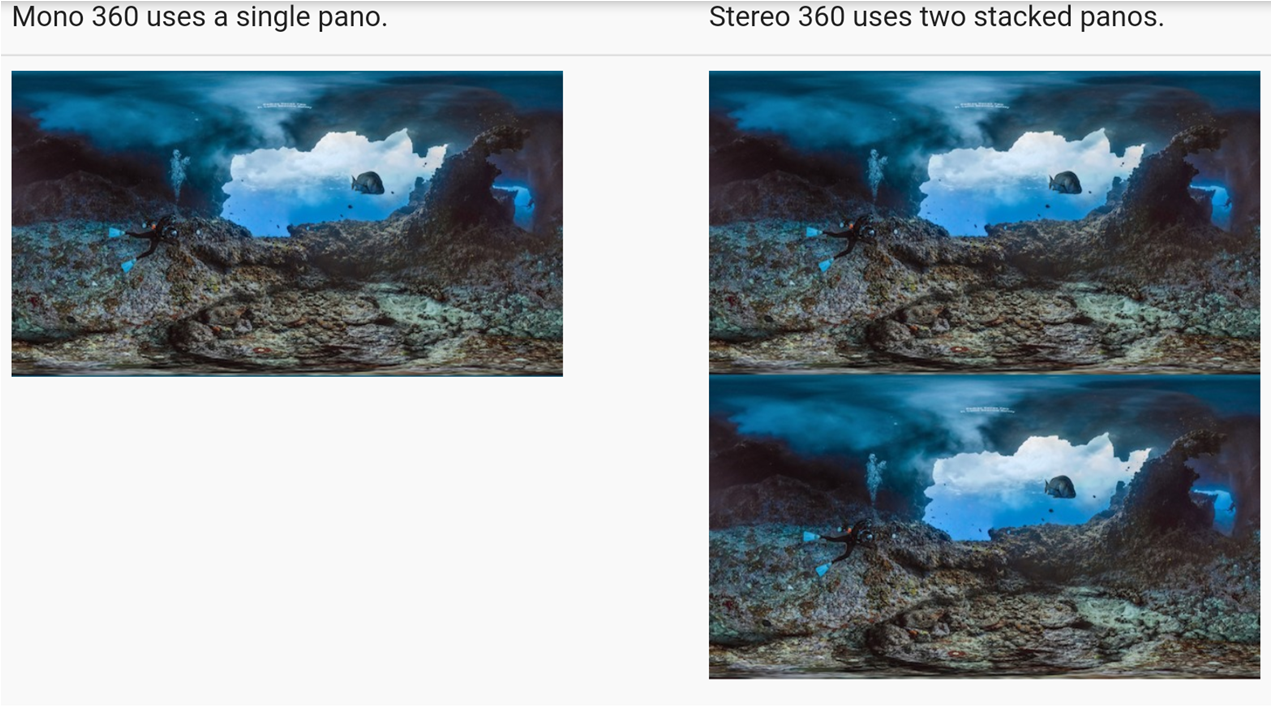 Mono 360 uses a single pano.
Stereo 360 uses two stacked panos.